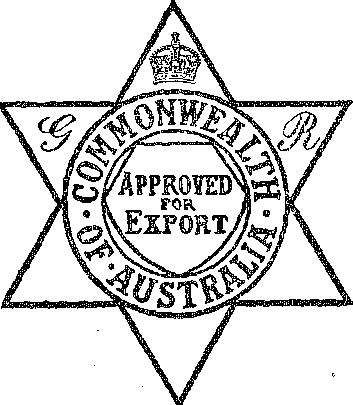 G R
COMMONWEALTH
· OF · AUSTRALIA ·
APPROVED
FOR
EXPORT